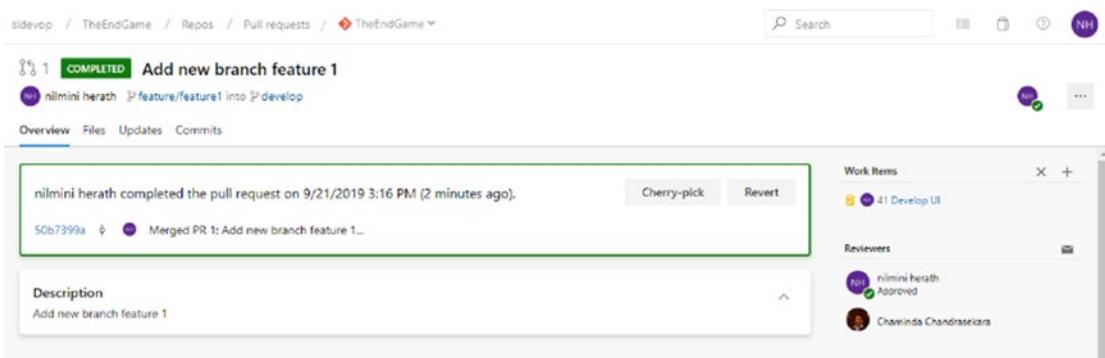 sldevop / TheEndGame / Repos / Pull requests / TheEndGame
Search
NH
1 COMPLETED Add new branch feature 1
NH nilmini herath feature/feature1 into develop
NH
...
Overview Files Updates Commits
nilmini herath completed the pull request on 9/21/2019 3:16 PM (2 minutes ago).
Cherry-pick
Revert
50b7399a Merged PR 1: Add new branch feature 1...
Description
Add new branch feature 1
Work Items
41 Develop UI
Reviewers
NH nilmini herath
Approved
Chaminda Chandrasekara